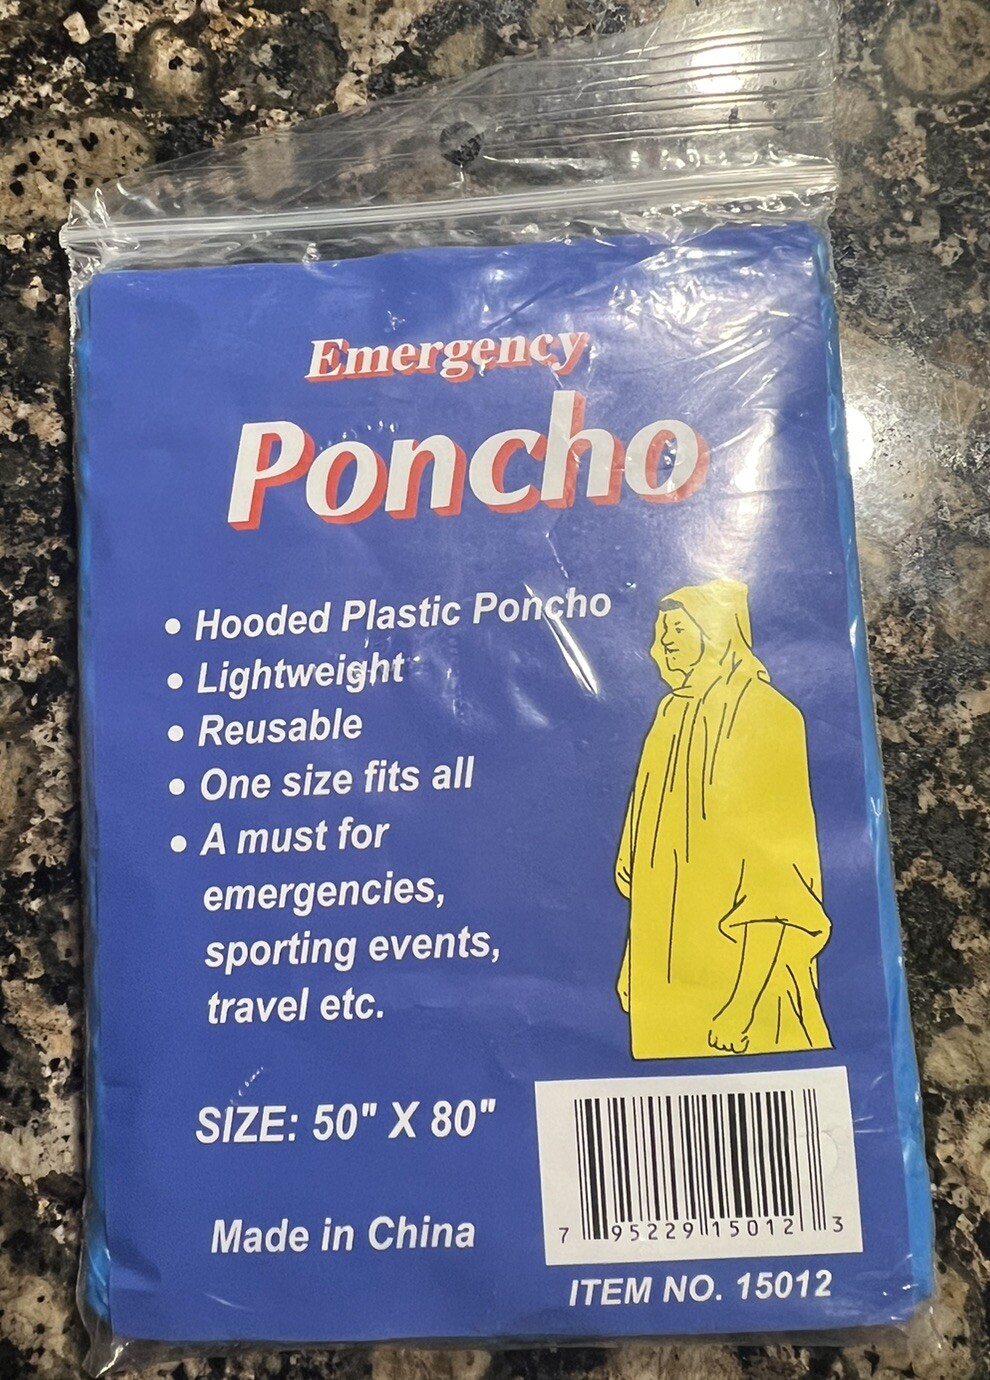 Emergency
Poncho
• Hooded Plastic Poncho
• Lightweight
• Reusable
• One size fits all
• A must for
emergencies,
sporting events,
travel etc.
SIZE: 50" X 80"
Made in China
7 95229 15012 3
ITEM NO. 15012